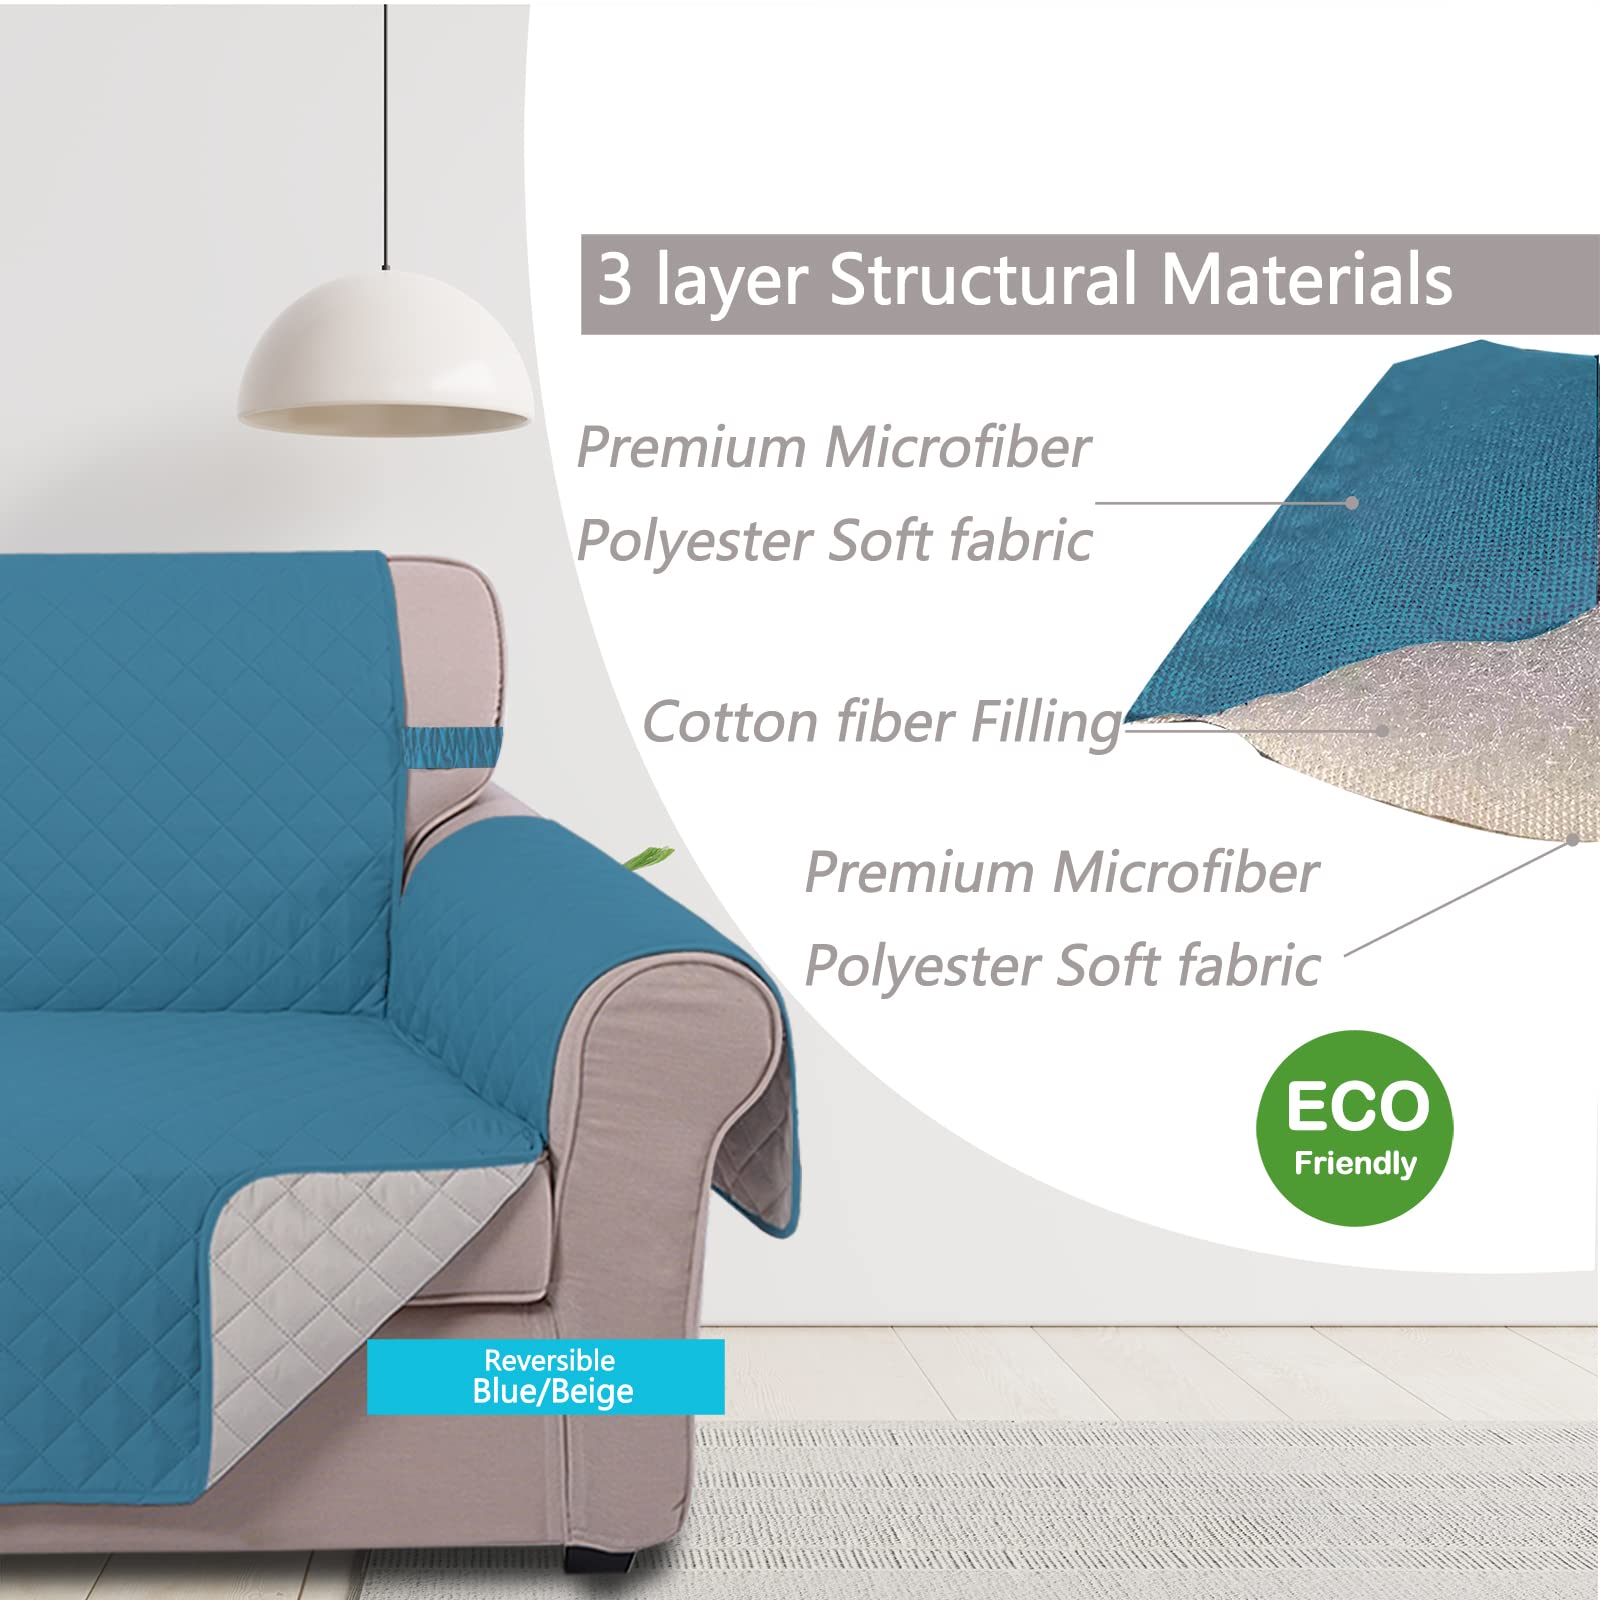 3 layer Structural Materials
Premium Microfiber
Polyester Soft fabric
Cotton fiber Filling
Premium Microfiber
Polyester Soft fabric
ECO
Friendly
Reversible
Blue/Beige